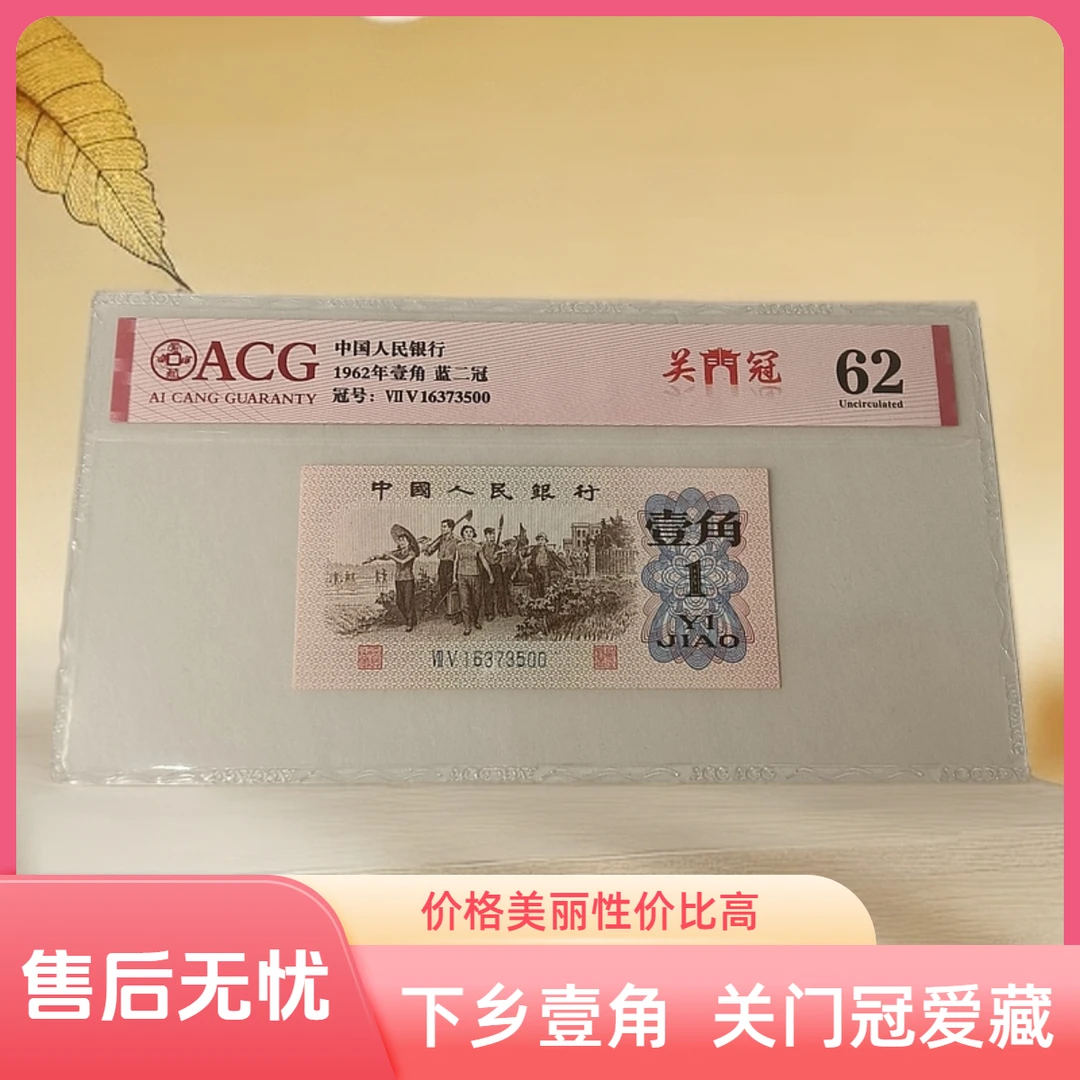 ACG
AI CANG GUARANTY
中国人民银行
1962年壹角 蓝二冠
冠号：ⅦⅤ16373500
关門冠
62
Uncirculated
中國人民銀行
壹角
1
YI
JIAO
ⅦⅤ16373500
价格美丽性价比高
售后无忧
下乡壹角 关门冠爱藏